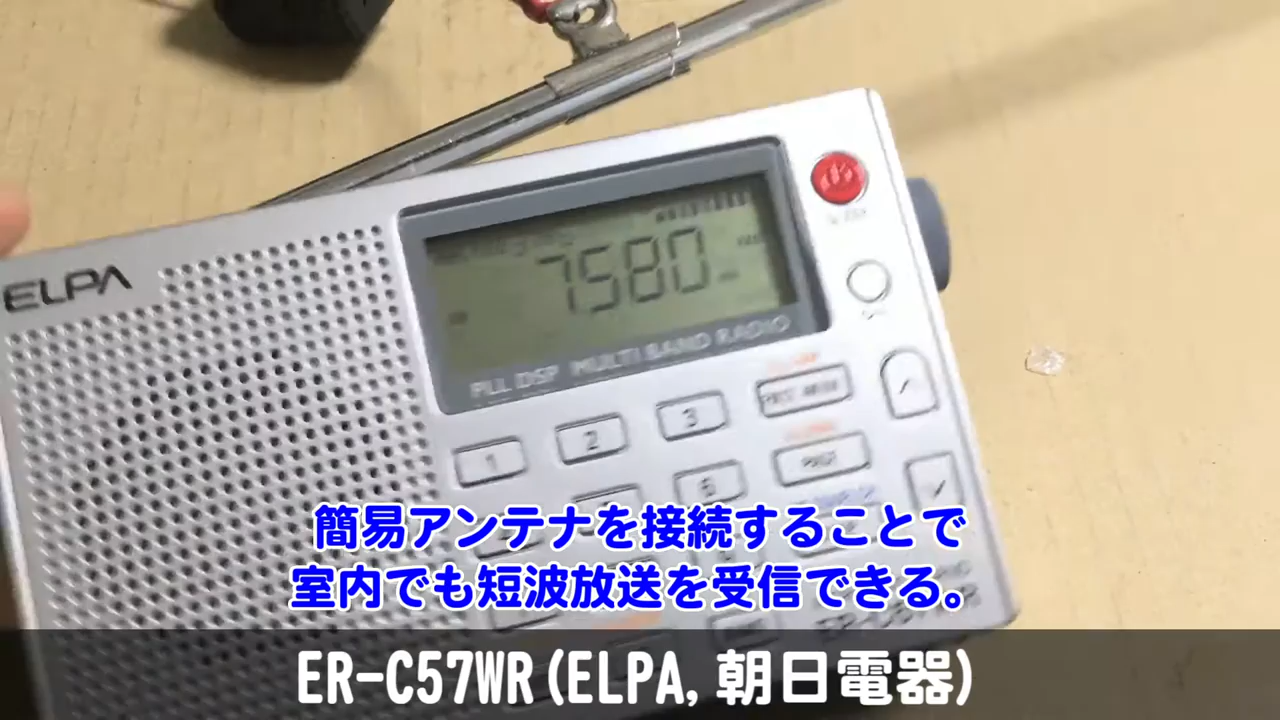 ELPA
7.580
PLL DSP MULTI BAND RADIO
1
2
3
6
簡易アンテナを接続することで
室内でも短波放送を受信できる。
ER-C57WR(ELPA,朝日電器)